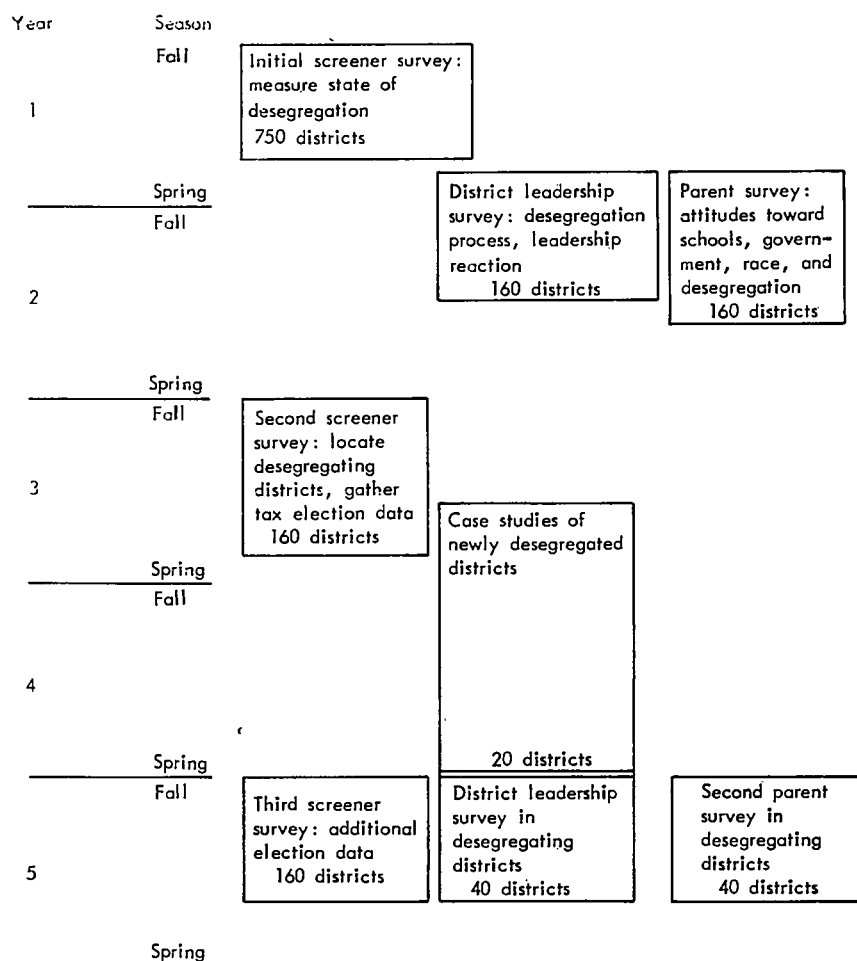 Year Season
Fall
Initial screener survey:
measure state of
desegregation
750 districts
1
Spring
Fall
District leadership
survey: desegregation
process, leadership
reaction
160 districts
Parent survey:
attitudes toward
schools, govern-
ment, race, and
desegregation
160 districts
2
Spring
Fall
Second screener
survey: locate
desegregating
districts, gather
tax election data
160 districts
3
Case studies of
newly desegregated
districts
20 districts
Spring
Fall
4
Spring
Fall
Third screener
survey: additional
election data
160 districts
District leadership
survey in
desegregating
districts
40 districts
Second parent
survey in
desegregating
districts
40 districts
5
Spring